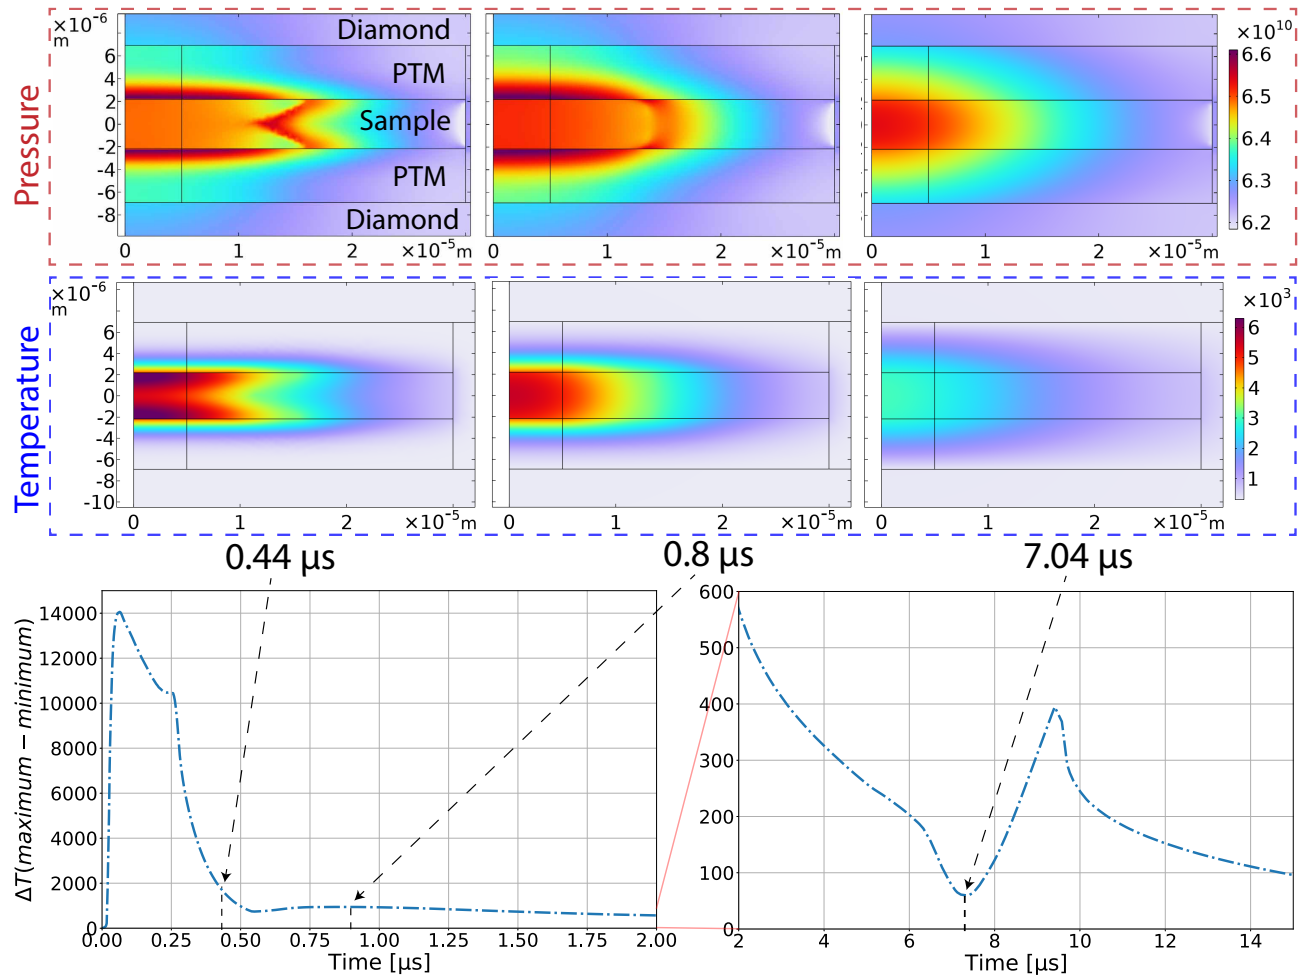 Pressure
×10⁻⁶
m
8
6
4
2
0
-2
-4
-6
-8
Diamond
PTM
Sample
PTM
Diamond
0
1
2
×10⁻⁵m
0
1
2
×10⁻⁵m
0
1
2
×10⁻⁵m
×10¹⁰
6.6
6.5
6.4
6.3
6.2
Temperature
×10⁻⁶
m
6
4
2
0
-2
-4
-6
-8
-10
0
1
2
×10⁻⁵m
0
1
2
×10⁻⁵m
0
1
2
×10⁻⁵m
×10³
6
5
4
3
2
1
0.44 µs
0.8 µs
7.04 µs
ΔT(maximum − minimum)
14000
12000
10000
8000
6000
4000
2000
0
0.00 0.25 0.50 0.75 1.00 1.25 1.50 1.75 2.00
Time [µs]
600
500
400
300
200
100
0
2 4 6 8 10 12 14
Time [µs]